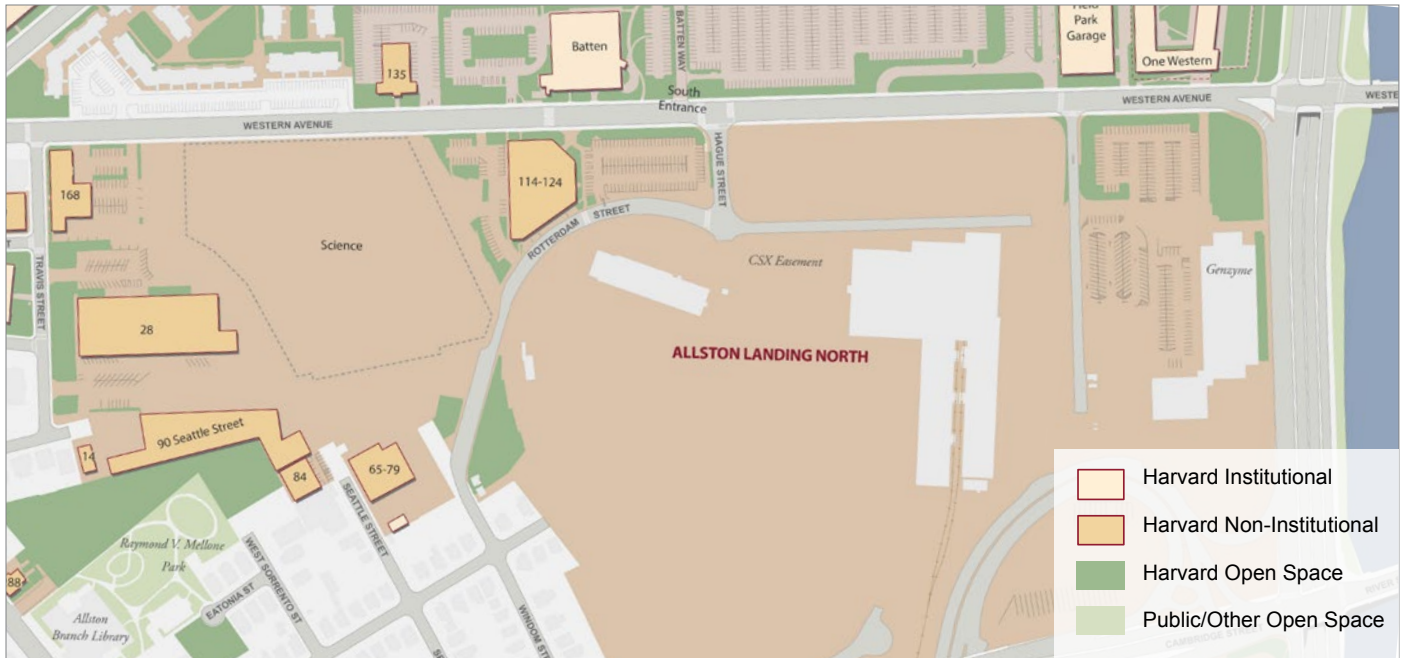 Batten
BATTEN WAY
Park
Garage
One Western
135
South
Entrance
WESTERN AVENUE
WESTERN AVENUE
WESTE
HAGUE STREET
168
114-124
Science
ROTTERDAM STREET
CSX Easement
Genzyme
TRAVIS STREET
28
ALLSTON LANDING NORTH
90 Seattle Street
14
84
65-79
SEATTLE STREET
Raymond V. Mellone
Park
WEST SORRENTO ST
EATONIA ST
WINDOM ST
88
Allston
Branch Library
Harvard Institutional
Harvard Non-Institutional
Harvard Open Space
Public/Other Open Space
RIVER
CAMBRIDGE STREET